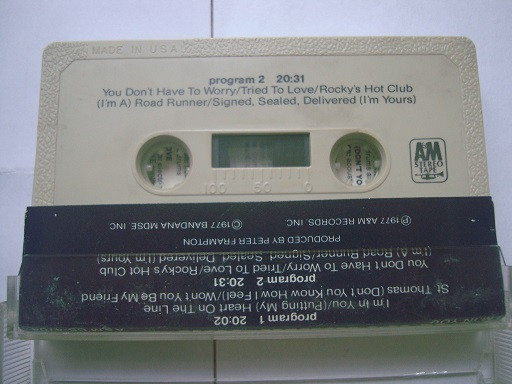 MADE IN U.S.A
program 2 20:31
You Don't Have To Worry/Tried To Love/Rocky's Hot Club
(I'm A) Road Runner/Signed, Sealed, Delivered (I'm Yours)
100 50 0
A&M
STEREO
TAPE
program 1 20:02
I'm In You/(Putting My) Heart On The Line
St. Thomas (Don't You Know How I Feel)/Won't You Be My Friend
program 2 20:31
You Don't Have To Worry/Tried To Love/Rocky's Hot Club
(I'm A) Road Runner/Signed, Sealed, Delivered (I'm Yours)
PRODUCED BY PETER FRAMPTON
℗1977 A&M RECORDS, INC ©1977 BANDANA MDSE, INC